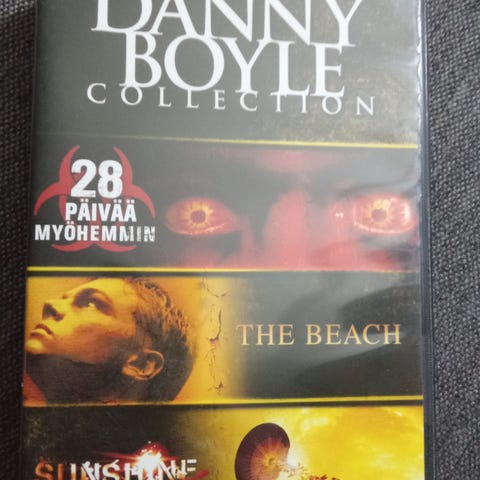 DANNY
BOYLE
COLLECTION
28
PÄIVÄÄ
MYÖHEMMIN
THE BEACH
SUNSHINE